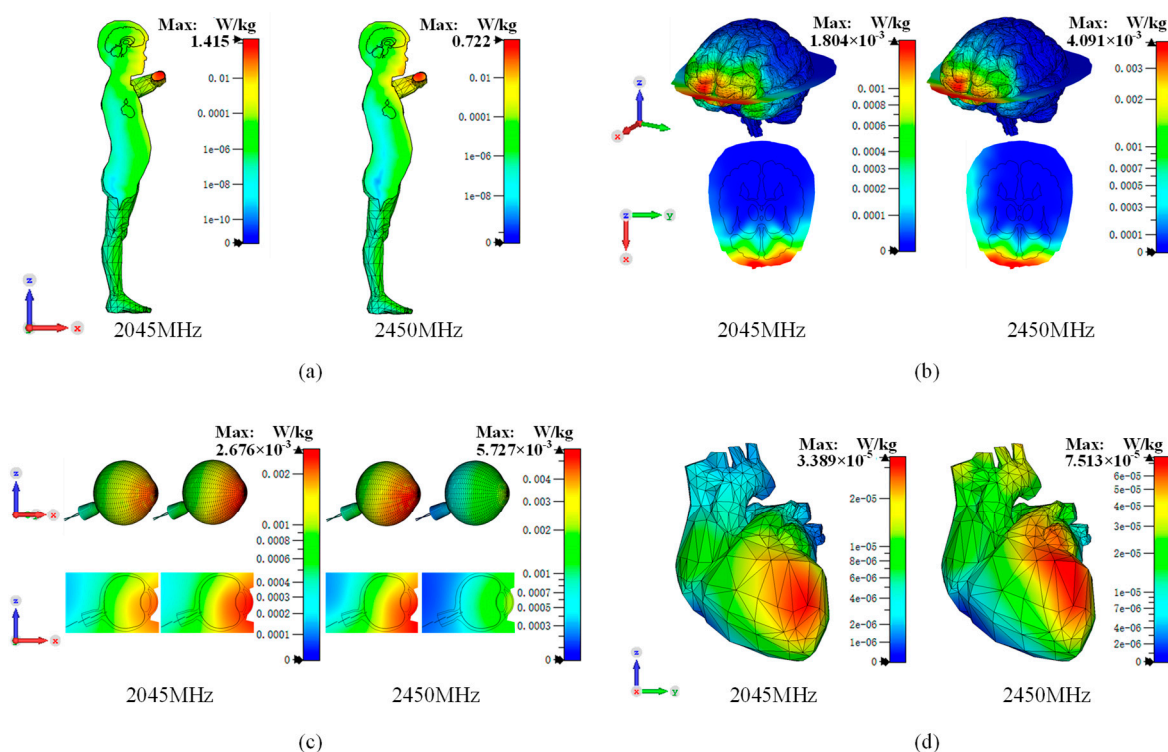 Max: W/kg
1.415
0.01
0.0001
1e-06
1e-08
1e-10
0
z
x
2045MHz
Max: W/kg
0.722
0.01
0.0001
1e-06
1e-08
0
2450MHz
(a)
Max: W/kg
1.804×10⁻³
0.001
0.0008
0.0006
0.0004
0.0003
0.0002
0.0001
0
z
x
z
y
x
2045MHz
Max: W/kg
4.091×10⁻³
0.003
0.002
0.001
0.0007
0.0005
0.0003
0.0001
0
2450MHz
(b)
Max: W/kg
2.676×10⁻³
0.002
0.001
0.0008
0.0006
0.0004
0.0003
0.0002
0.0001
0
z
x
z
x
2045MHz
Max: W/kg
5.727×10⁻³
0.004
0.003
0.002
0.001
0.0007
0.0005
0.0003
0
2450MHz
(c)
Max: W/kg
3.389×10⁻⁵
2e-05
1e-05
8e-06
6e-06
4e-06
2e-06
0
z
x
y
2045MHz
Max: W/kg
7.513×10⁻⁵
6e-05
5e-05
3e-05
2e-05
1e-05
6e-06
2e-06
0
2450MHz
(d)